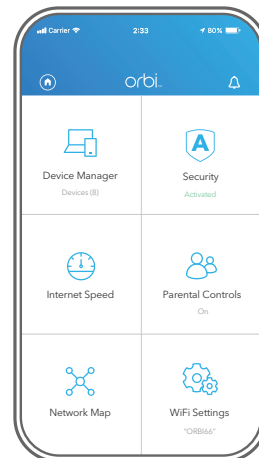 Carrier 2:33 80%
orbi
Device Manager
Devices (8)
A
Security
Activated
Internet Speed
Parental Controls
On
Network Map
WiFi Settings
"ORBI66"